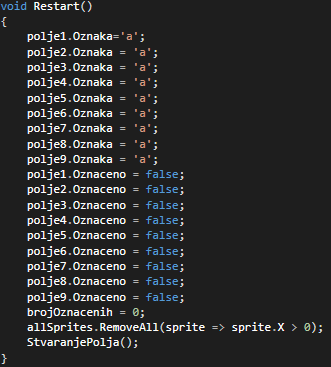 void Restart()
{
polje1.Oznaka='a';
polje2.Oznaka = 'a';
polje3.Oznaka = 'a';
polje4.Oznaka = 'a';
polje5.Oznaka = 'a';
polje6.Oznaka = 'a';
polje7.Oznaka = 'a';
polje8.Oznaka = 'a';
polje9.Oznaka = 'a';
polje1.Oznaceno = false;
polje2.Oznaceno = false;
polje3.Oznaceno = false;
polje4.Oznaceno = false;
polje5.Oznaceno = false;
polje6.Oznaceno = false;
polje7.Oznaceno = false;
polje8.Oznaceno = false;
polje9.Oznaceno = false;
brojOznacenih = 0;
allSprites.RemoveAll(sprite => sprite.X > 0);
StvaranjePolja();
}